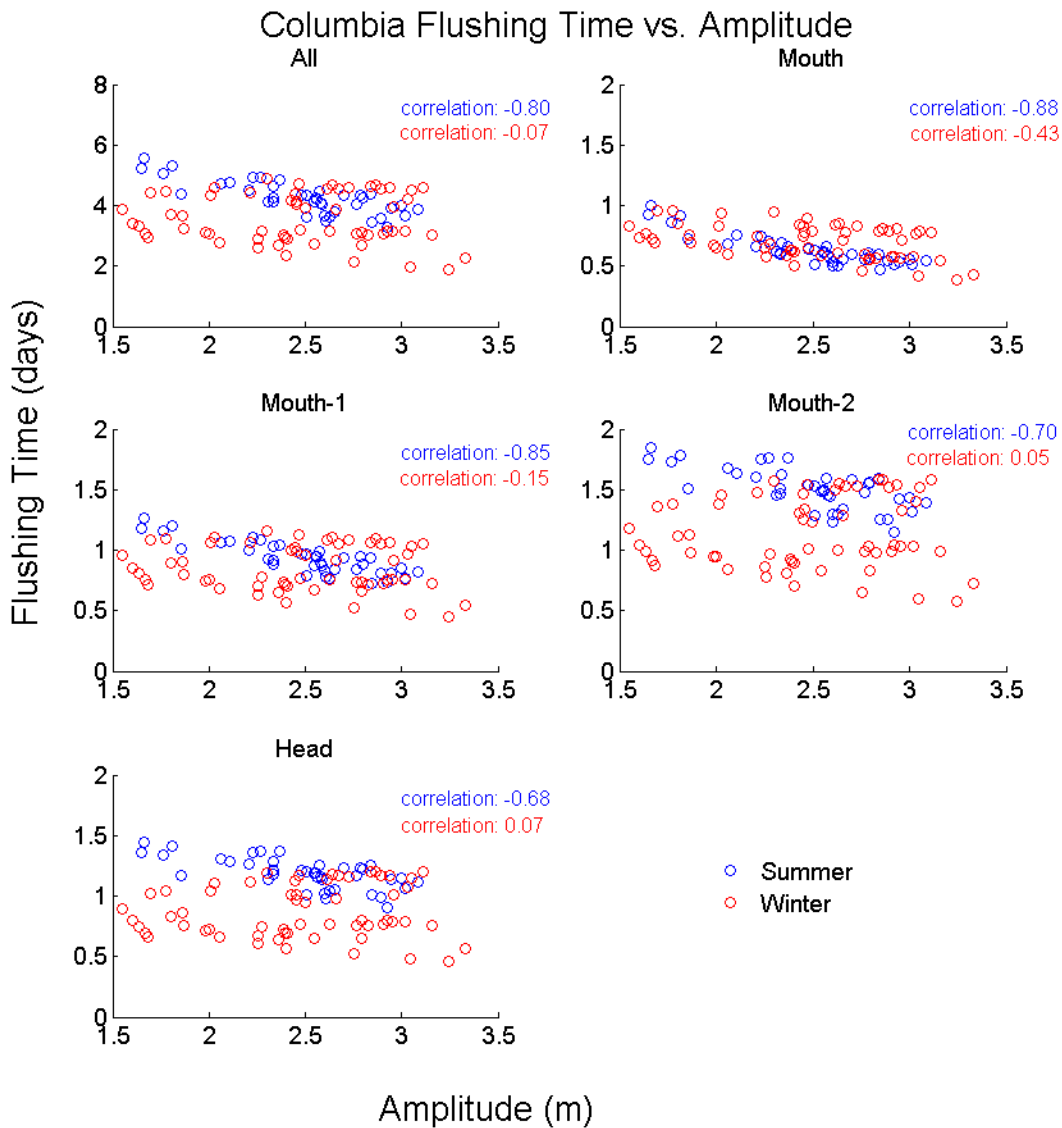 Columbia Flushing Time vs. Amplitude
All
8
6
4
2
0
1.5 2 2.5 3 3.5
correlation: -0.80
correlation: -0.07
Mouth
2
1.5
1
0.5
0
1.5 2 2.5 3 3.5
correlation: -0.88
correlation: -0.43
Flushing Time (days)
Mouth-1
2
1.5
1
0.5
0
1.5 2 2.5 3 3.5
correlation: -0.85
correlation: -0.15
Mouth-2
2
1.5
1
0.5
0
1.5 2 2.5 3 3.5
correlation: -0.70
correlation: 0.05
Head
2
1.5
1
0.5
0
1.5 2 2.5 3 3.5
correlation: -0.68
correlation: 0.07
Summer
Winter
Amplitude (m)